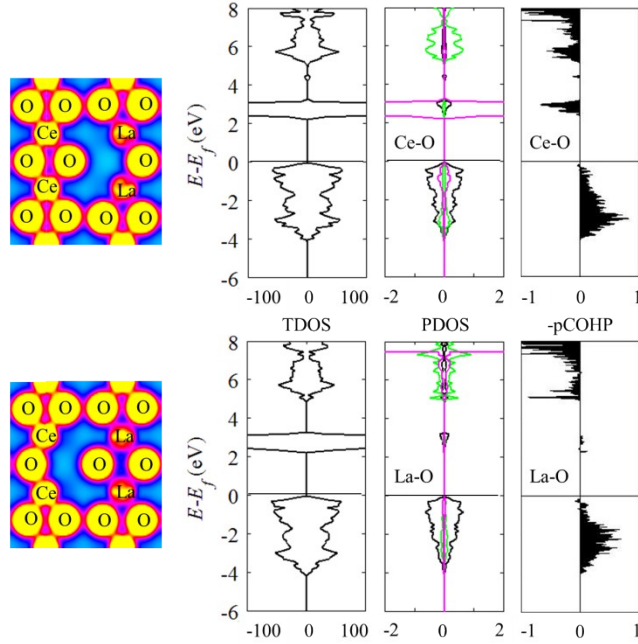 8
6
4
2
0
-2
-4
-6
E-E_f (eV)
O O O O
Ce La
O O O
Ce La
O O O O
Ce-O
Ce-O
-100 0 100
-2 0 2
-1 0 1
TDOS
PDOS
-pCOHP
8
6
4
2
0
-2
-4
-6
E-E_f (eV)
O O O O
Ce La
O O O
Ce La
O O O O
La-O
La-O
-100 0 100
-2 0 2
-1 0 1